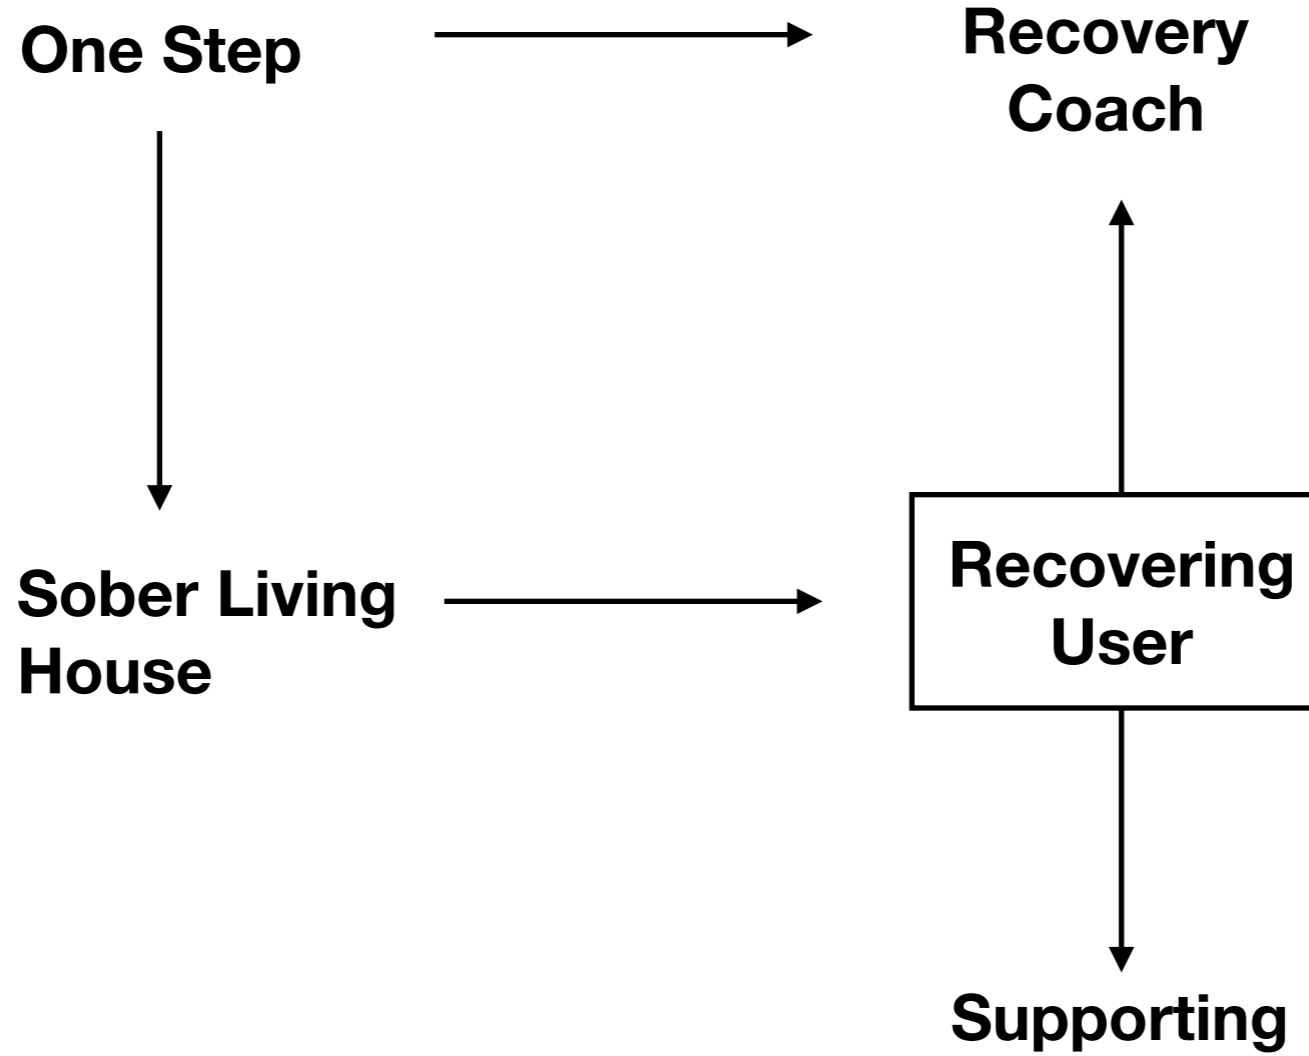 One Step
Recovery
Coach
Sober Living
House
Recovering
User
Supporting